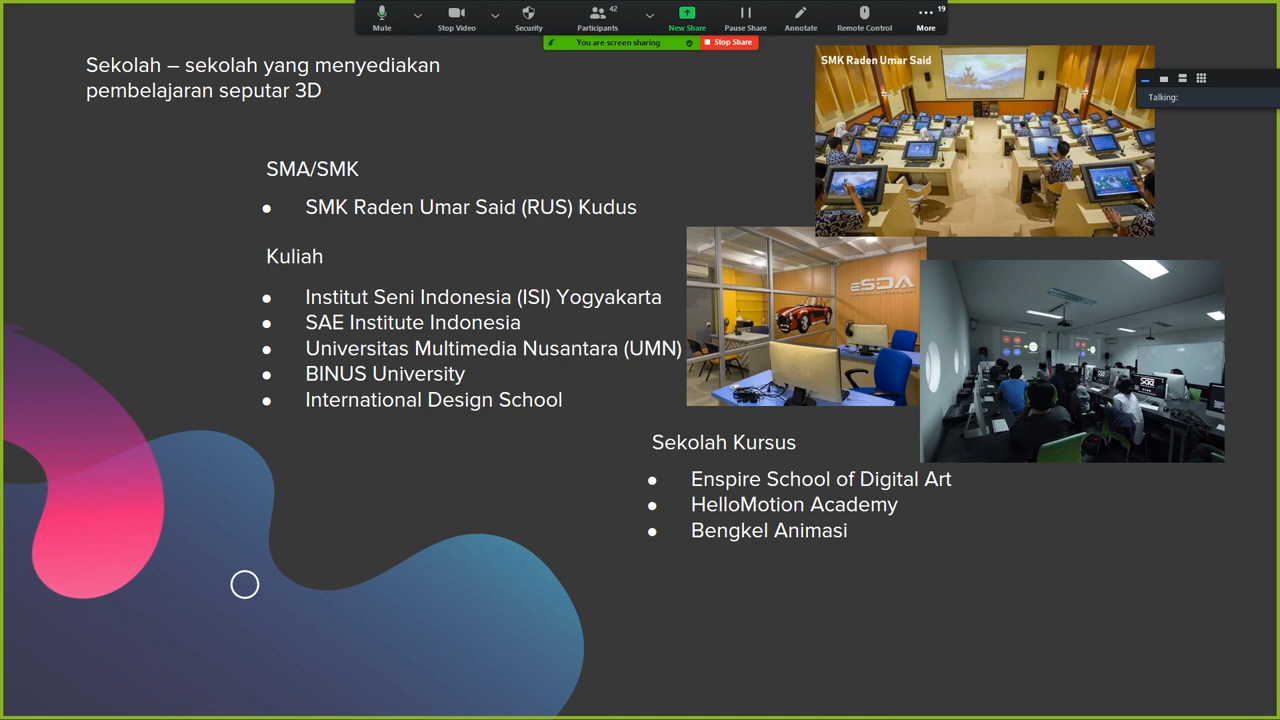 42
19
Mute
Stop Video
Security
Participants
New Share
Pause Share
Annotate
Remote Control
More
You are screen sharing
Stop Share
Sekolah – sekolah yang menyediakan
pembelajaran seputar 3D
SMK Raden Umar Said
Talking:
SMA/SMK
● SMK Raden Umar Said (RUS) Kudus
Kuliah
● Institut Seni Indonesia (ISI) Yogyakarta
● SAE Institute Indonesia
● Universitas Multimedia Nusantara (UMN)
● BINUS University
● International Design School
eSDA
Sekolah Kursus
● Enspire School of Digital Art
● HelloMotion Academy
● Bengkel Animasi